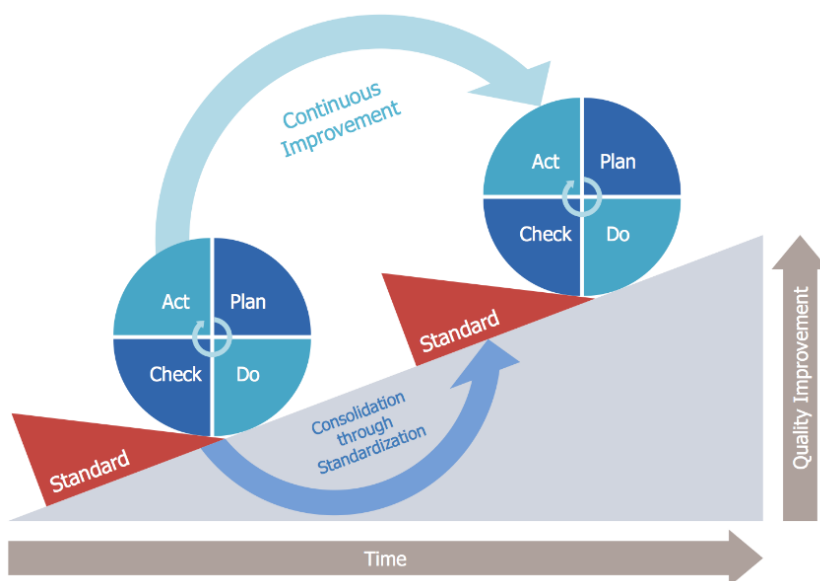 Continuous
Improvement
Act
Plan
Check
Do
Act
Plan
Check
Do
Standard
Standard
Consolidation
through
Standardization
Quality Improvement
Time